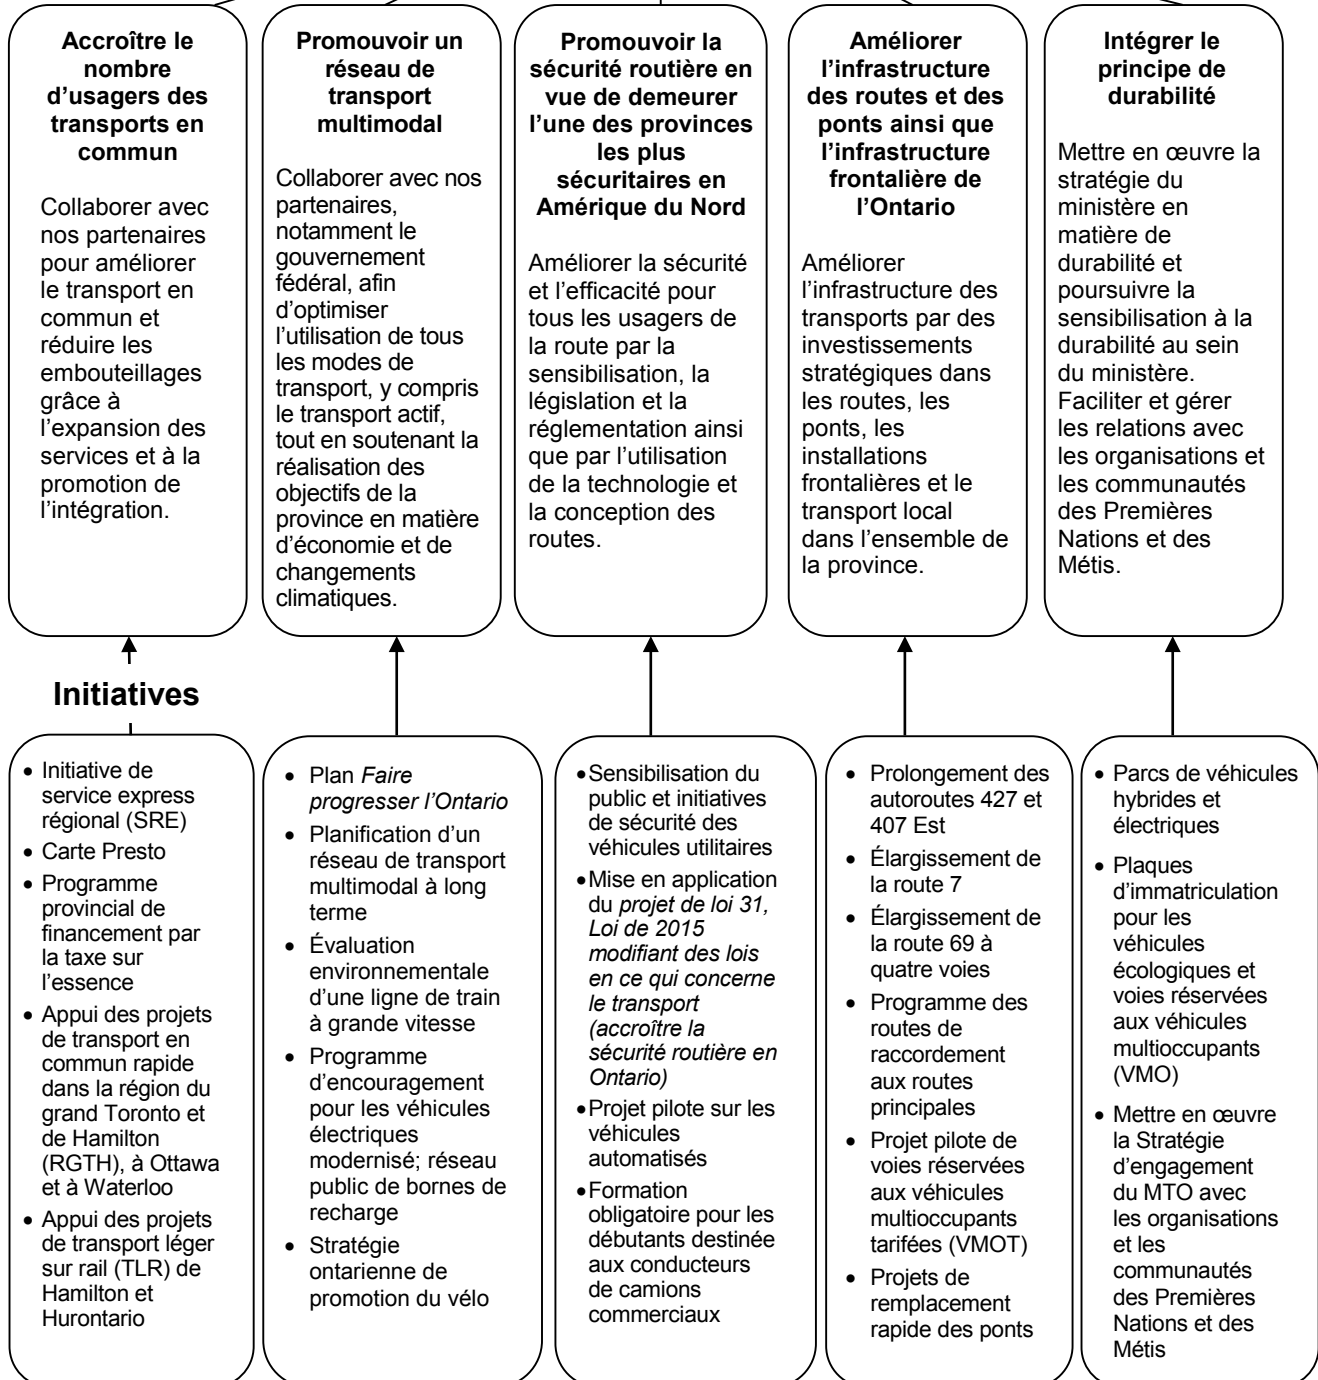 Accroître le
nombre
d’usagers des
transports en
commun
Collaborer avec
nos partenaires
pour améliorer
le transport en
commun et
réduire les
embouteillages
grâce à
l’expansion des
services et à la
promotion de
l’intégration.
Promouvoir un
réseau de
transport
multimodal
Collaborer avec nos
partenaires,
notamment le
gouvernement
fédéral, afin
d’optimiser
l’utilisation de tous
les modes de
transport, y compris
le transport actif,
tout en soutenant la
réalisation des
objectifs de la
province en matière
d’économie et de
changements
climatiques.
Promouvoir la
sécurité routière en
vue de demeurer
l’une des provinces
les plus
sécuritaires en
Amérique du Nord
Améliorer la sécurité
et l’efficacité pour
tous les usagers de
la route par la
sensibilisation, la
législation et la
réglementation ainsi
que par l’utilisation
de la technologie et
la conception des
routes.
Améliorer
l’infrastructure
des routes et des
ponts ainsi que
l’infrastructure
frontalière de
l’Ontario
Améliorer
l’infrastructure des
transports par des
investissements
stratégiques dans
les routes, les
ponts, les
installations
frontalières et le
transport local
dans l’ensemble de
la province.
Intégrer le
principe de
durabilité
Mettre en œuvre la
stratégie du
ministère en
matière de
durabilité et
poursuivre la
sensibilisation à la
durabilité au sein
du ministère.
Faciliter et gérer
les relations avec
les organisations et
les communautés
des Premières
Nations et des
Métis.
Initiatives
• Initiative de
service express
régional (SRE)
• Carte Presto
• Programme
provincial de
financement par
la taxe sur
l’essence
• Appui des projets
de transport en
commun rapide
dans la région du
grand Toronto et
de Hamilton
(RGTH), à Ottawa
et à Waterloo
• Appui des projets
de transport léger
sur rail (TLR) de
Hamilton et
Hurontario
• Plan Faire
progresser l’Ontario
• Planification d’un
réseau de transport
multimodal à long
terme
• Évaluation
environnementale
d’une ligne de train
à grande vitesse
• Programme
d’encouragement
pour les véhicules
électriques
modernisé; réseau
public de bornes de
recharge
• Stratégie
ontarienne de
promotion du vélo
•Sensibilisation du
public et initiatives
de sécurité des
véhicules utilitaires
•Mise en application
du projet de loi 31,
Loi de 2015
modifiant des lois
en ce qui concerne
le transport
(accroître la
sécurité routière en
Ontario)
•Projet pilote sur les
véhicules
automatisés
•Formation
obligatoire pour les
débutants destinée
aux conducteurs
de camions
commerciaux
• Prolongement des
autoroutes 427 et
407 Est
• Élargissement de
la route 7
• Élargissement de
la route 69 à
quatre voies
• Programme des
routes de
raccordement
aux routes
principales
• Projet pilote de
voies réservées
aux véhicules
multioccupants
tarifées (VMOT)
• Projets de
remplacement
rapide des ponts
• Parcs de véhicules
hybrides et
électriques
• Plaques
d’immatriculation
pour les
véhicules
écologiques et
voies réservées
aux véhicules
multioccupants
(VMO)
• Mettre en œuvre
la Stratégie
d’engagement
du MTO avec
les organisations
et les
communautés
des Premières
Nations et des
Métis